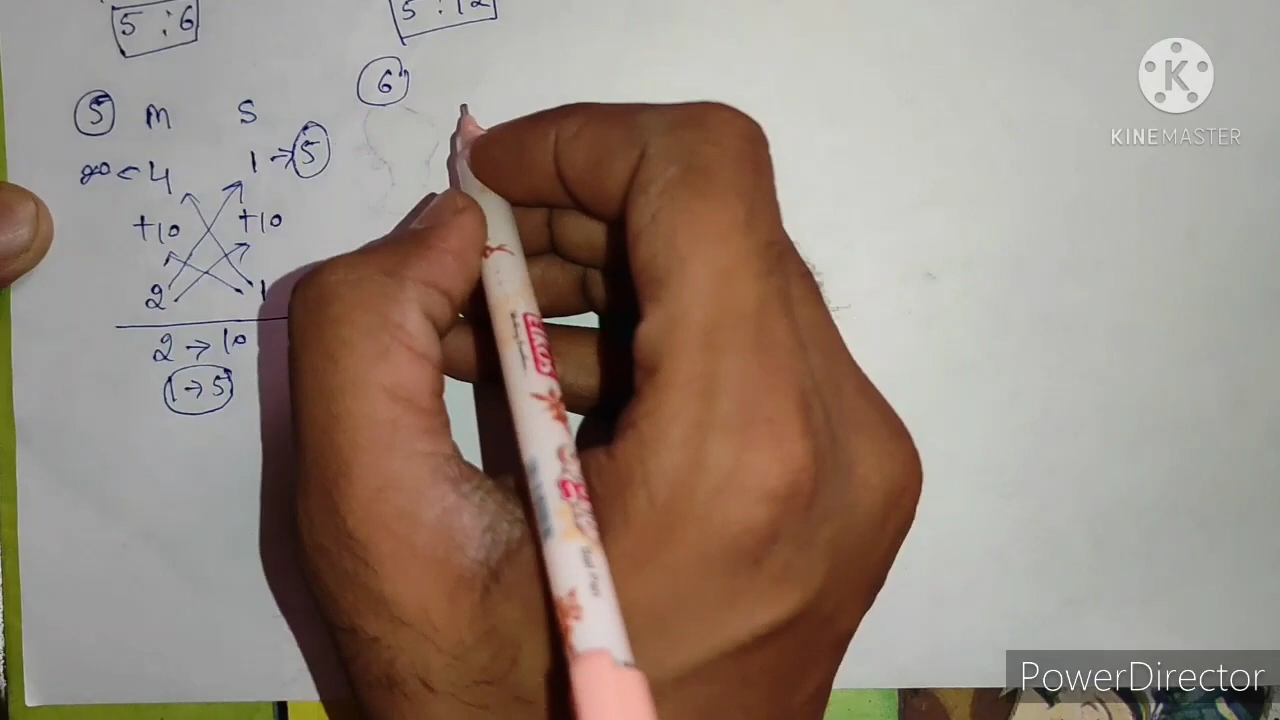 5 : 6
5 : 12
5 M S
20 < 4 1 → 5
+10 +10
2 1
2 → 10
1 → 5
6
KINEMASTER
PowerDirector